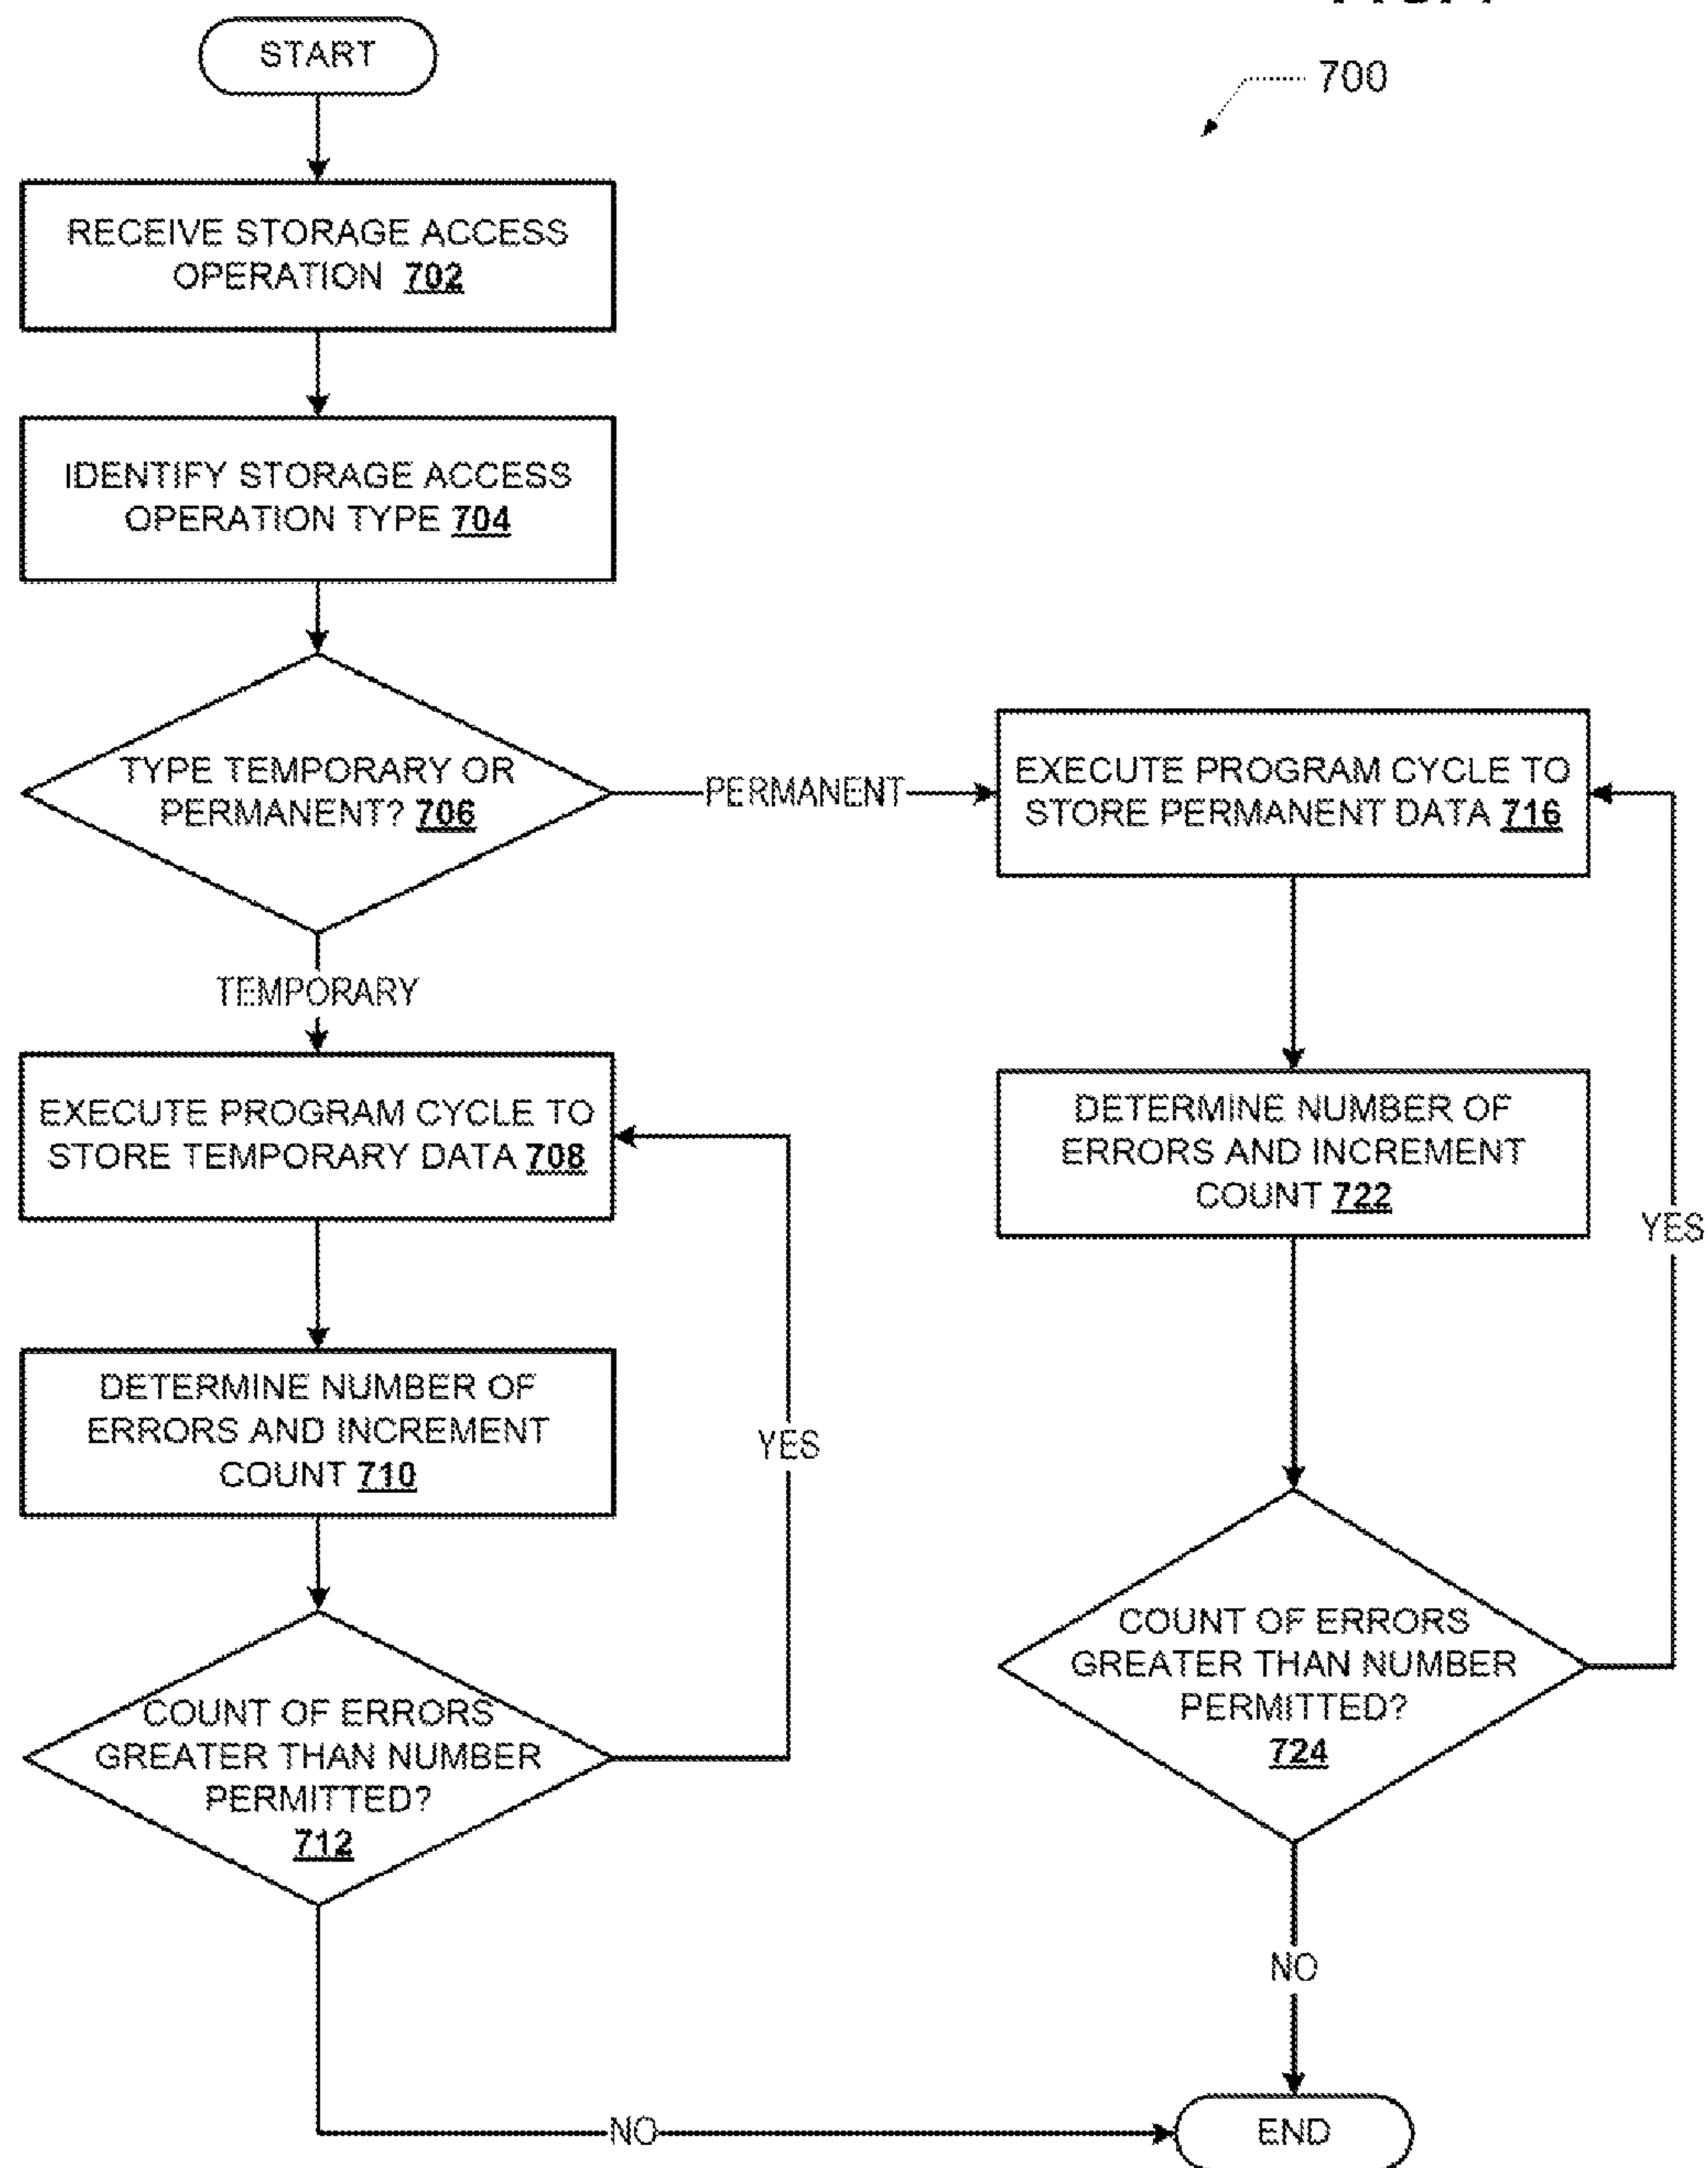 700
START
RECEIVE STORAGE ACCESS
OPERATION 702
IDENTIFY STORAGE ACCESS
OPERATION TYPE 704
TYPE TEMPORARY OR
PERMANENT? 706
PERMANENT
TEMPORARY
EXECUTE PROGRAM CYCLE TO
STORE TEMPORARY DATA 708
DETERMINE NUMBER OF
ERRORS AND INCREMENT
COUNT 710
YES
COUNT OF ERRORS
GREATER THAN NUMBER
PERMITTED?
712
NO
EXECUTE PROGRAM CYCLE TO
STORE PERMANENT DATA 716
DETERMINE NUMBER OF
ERRORS AND INCREMENT
COUNT 722
YES
COUNT OF ERRORS
GREATER THAN NUMBER
PERMITTED?
724
NO
END